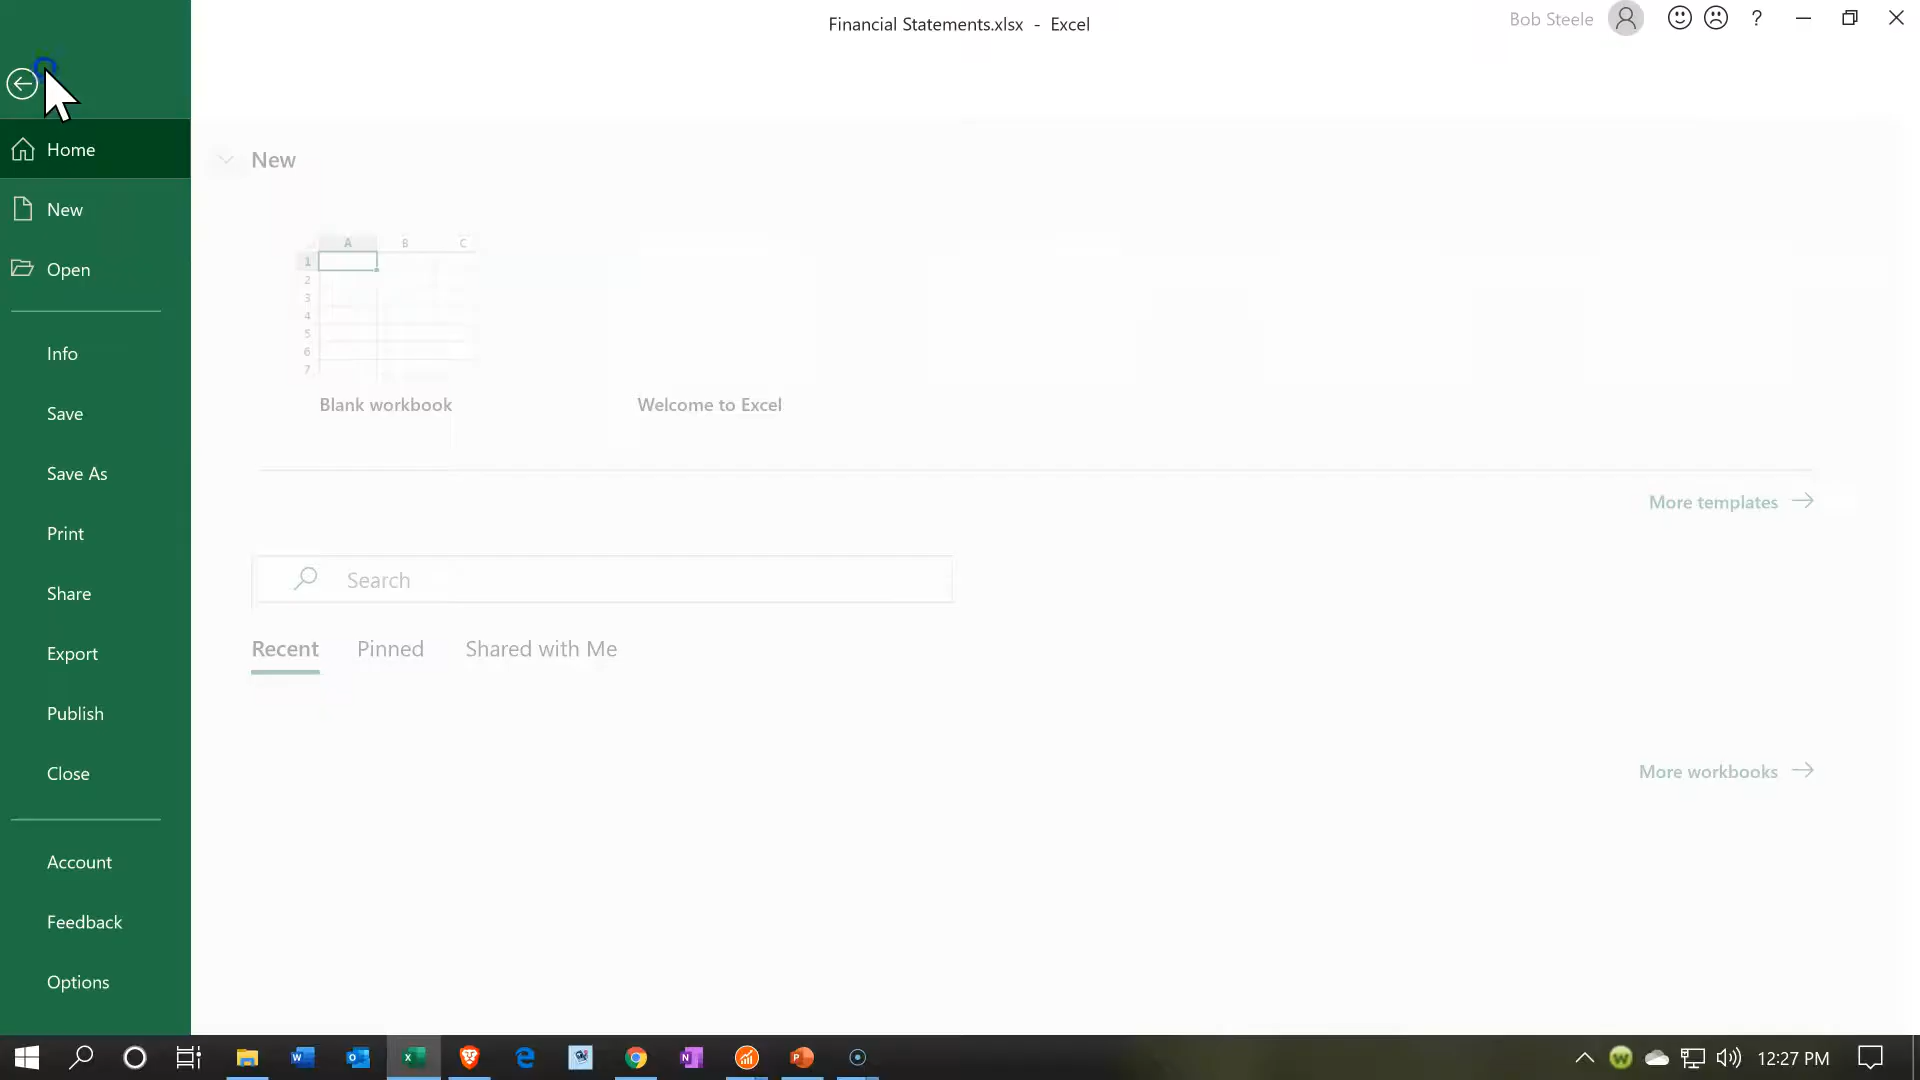 Financial Statements.xlsx - Excel
Bob Steele
?
Home
New
Open
Info
Save
Save As
Print
Share
Export
Publish
Close
Account
Feedback
Options
New
A B C
1
2
3
4
5
6
7
Blank workbook
Welcome to Excel
More templates
Search
Recent
Pinned
Shared with Me
More workbooks
12:27 PM